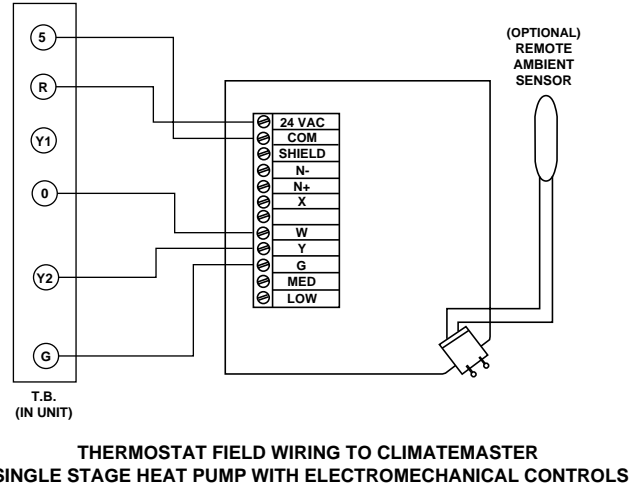 5
R
Y1
0
Y2
G
T.B.
(IN UNIT)
24 VAC
COM
SHIELD
N-
N+
X
W
Y
G
MED
LOW
(OPTIONAL)
REMOTE
AMBIENT
SENSOR
THERMOSTAT FIELD WIRING TO CLIMATEMASTER
SINGLE STAGE HEAT PUMP WITH ELECTROMECHANICAL CONTROLS